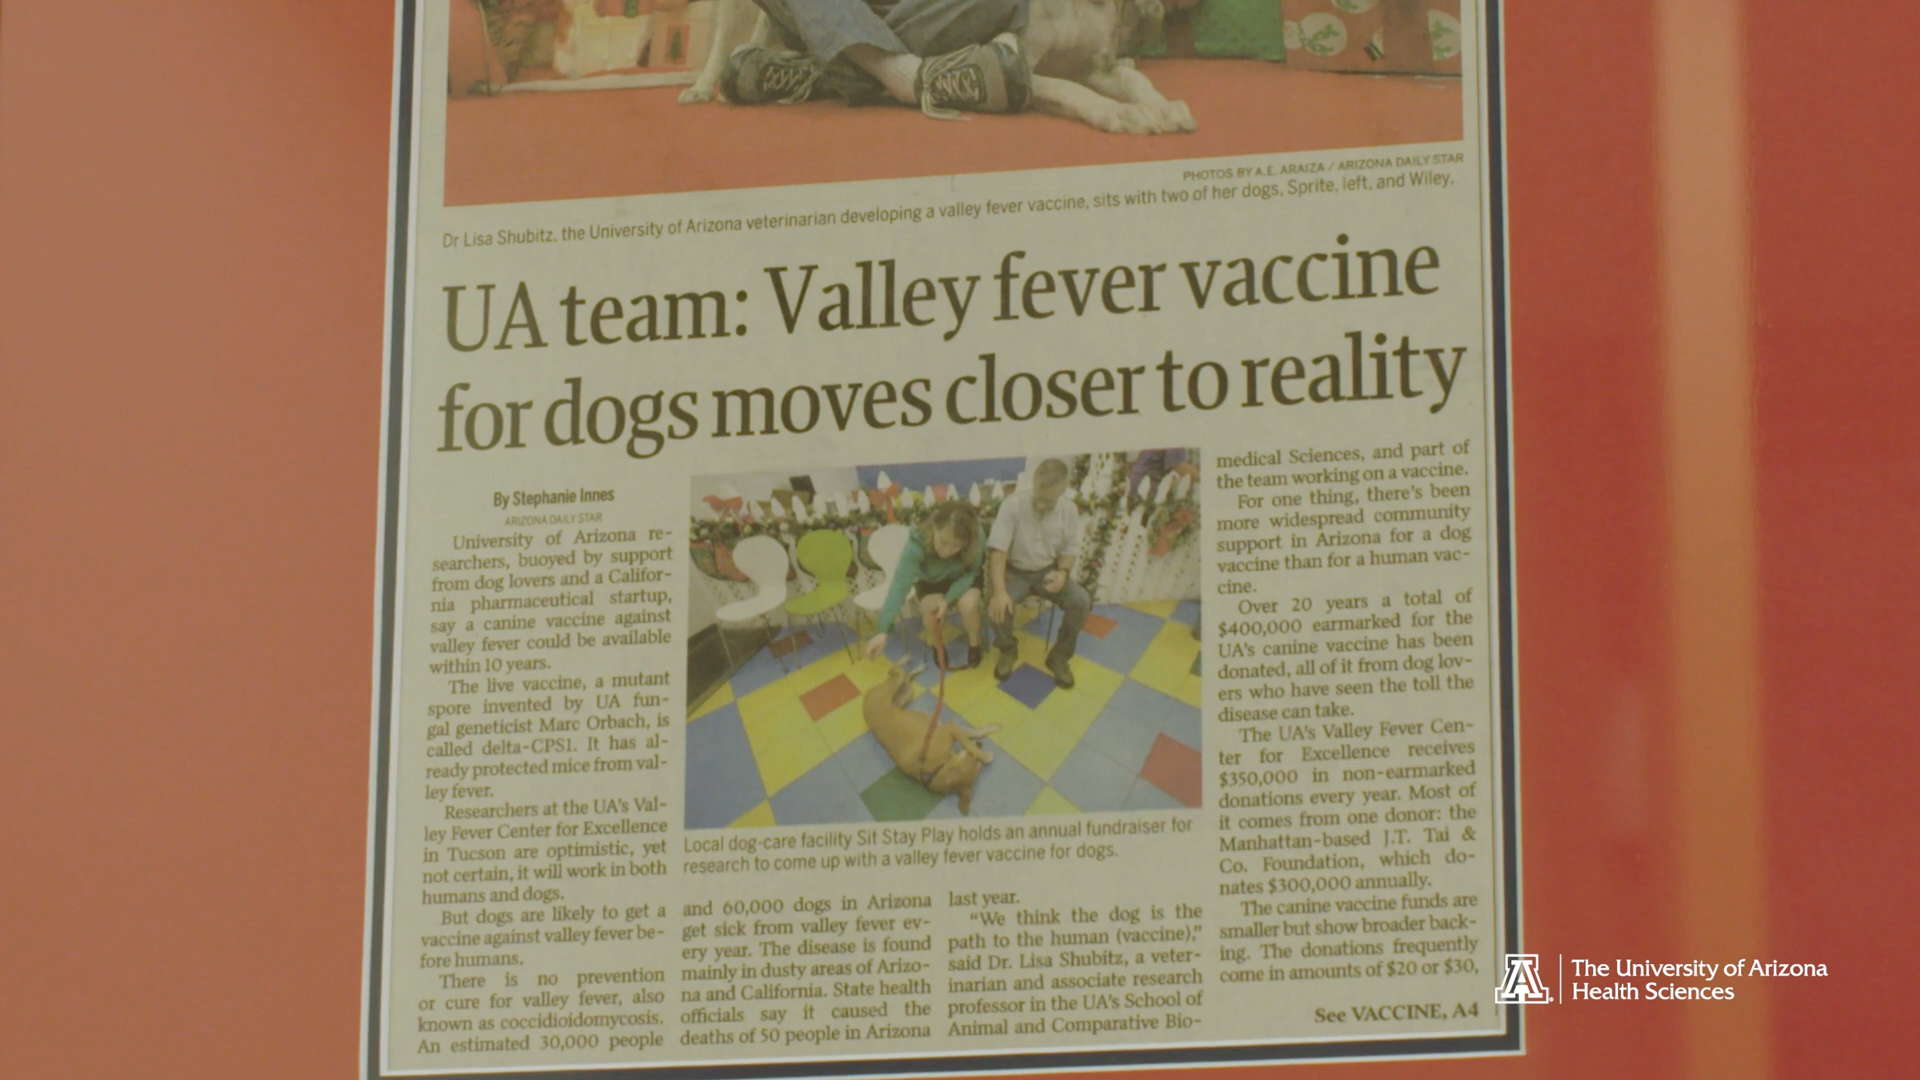 PHOTOS BY A.E. ARAIZA / ARIZONA DAILY STAR
Dr Lisa Shubitz, the University of Arizona veterinarian developing a valley fever vaccine, sits with two of her dogs, Sprite, left, and Wiley.
UA team: Valley fever vaccine
for dogs moves closer to reality
By Stephanie Innes
ARIZONA DAILY STAR
University of Arizona re-
searchers, buoyed by support
from dog lovers and a Califor-
nia pharmaceutical startup,
say a canine vaccine against
valley fever could be available
within 10 years.
The live vaccine, a mutant
spore invented by UA fun-
gal geneticist Marc Orbach, is
called delta-CPS1. It has al-
ready protected mice from val-
ley fever.
Researchers at the UA's Val-
ley Fever Center for Excellence
in Tucson are optimistic, yet
not certain, it will work in both
humans and dogs.
But dogs are likely to get a
vaccine against valley fever be-
fore humans.
There is no prevention
or cure for valley fever, also
known as coccidioidomycosis.
An estimated 30,000 people
Local dog-care facility Sit Stay Play holds an annual fundraiser for
research to come up with a valley fever vaccine for dogs.
and 60,000 dogs in Arizona
get sick from valley fever ev-
ery year. The disease is found
mainly in dusty areas of Arizo-
na and California. State health
officials say it caused the
deaths of 50 people in Arizona
last year.
"We think the dog is the
path to the human (vaccine),"
said Dr. Lisa Shubitz, a veter-
inarian and associate research
professor in the UA's School of
Animal and Comparative Bio-
medical Sciences, and part of
the team working on a vaccine.
For one thing, there's been
more widespread community
support in Arizona for a dog
vaccine than for a human vac-
cine.
Over 20 years a total of
$400,000 earmarked for the
UA's canine vaccine has been
donated, all of it from dog lov-
ers who have seen the toll the
disease can take.
The UA's Valley Fever Cen-
ter for Excellence receives
$350,000 in non-earmarked
donations every year. Most of
it comes from one donor: the
Manhattan-based J.T. Tai &
Co. Foundation, which do-
nates $300,000 annually.
The canine vaccine funds are
smaller but show broader back-
ing. The donations frequently
come in amounts of $20 or $30,
See VACCINE, A4
A
The University of Arizona
Health Sciences